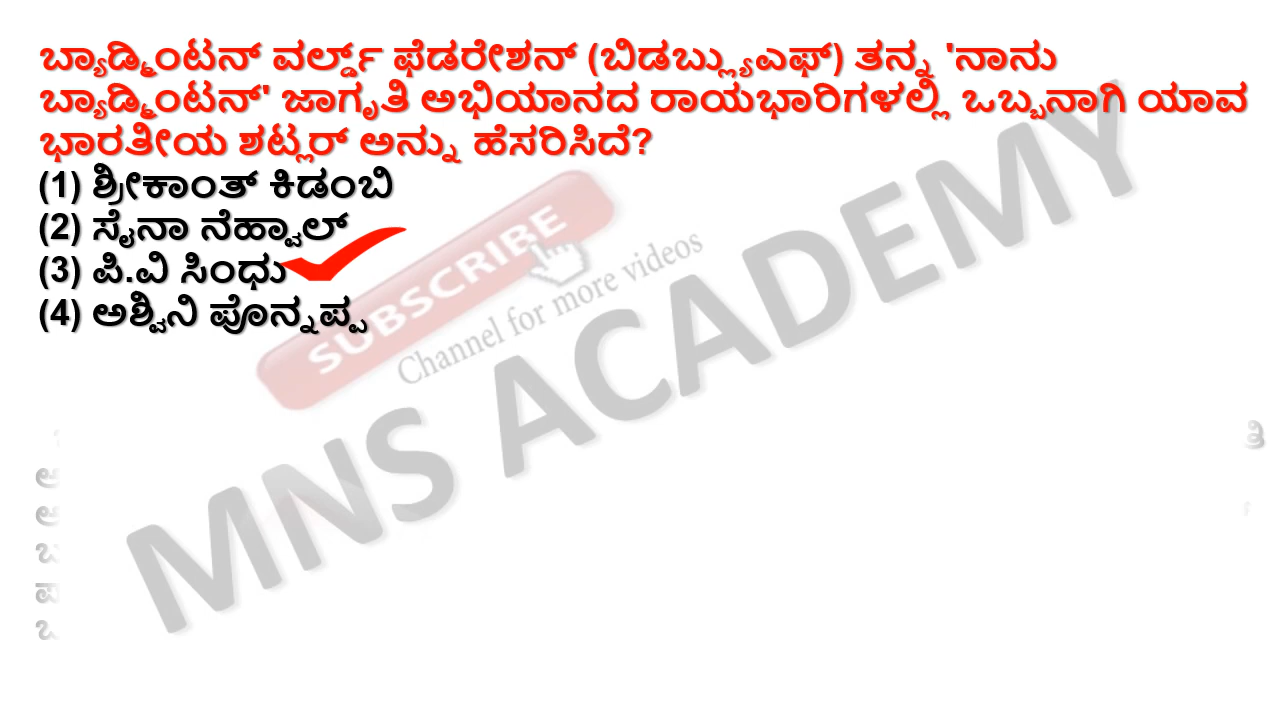 ಬ್ಯಾಡ್ಮಿಂಟನ್ ವರ್ಲ್ಡ್ ಫೆಡರೇಶನ್ (ಬಿಡಬ್ಲ್ಯುಎಫ್) ತನ್ನ 'ನಾನು
ಬ್ಯಾಡ್ಮಿಂಟನ್' ಜಾಗೃತಿ ಅಭಿಯಾನದ ರಾಯಭಾರಿಗಳಲ್ಲಿ ಒಬ್ಬನಾಗಿ ಯಾವ
ಭಾರತೀಯ ಶಟ್ಲರ್ ಅನ್ನು ಹೆಸರಿಸಿದೆ?
(1) ಶ್ರೀಕಾಂತ್ ಕಿಡಂಬಿ
(2) ಸೈನಾ ನೆಹ್ವಾಲ್
(3) ಪಿ.ವಿ ಸಿಂಧು
(4) ಅಶ್ವಿನಿ ಪೊನ್ನಪ್ಪ
SUBSCRIBE
Channel for more videos
MNS ACADEMY